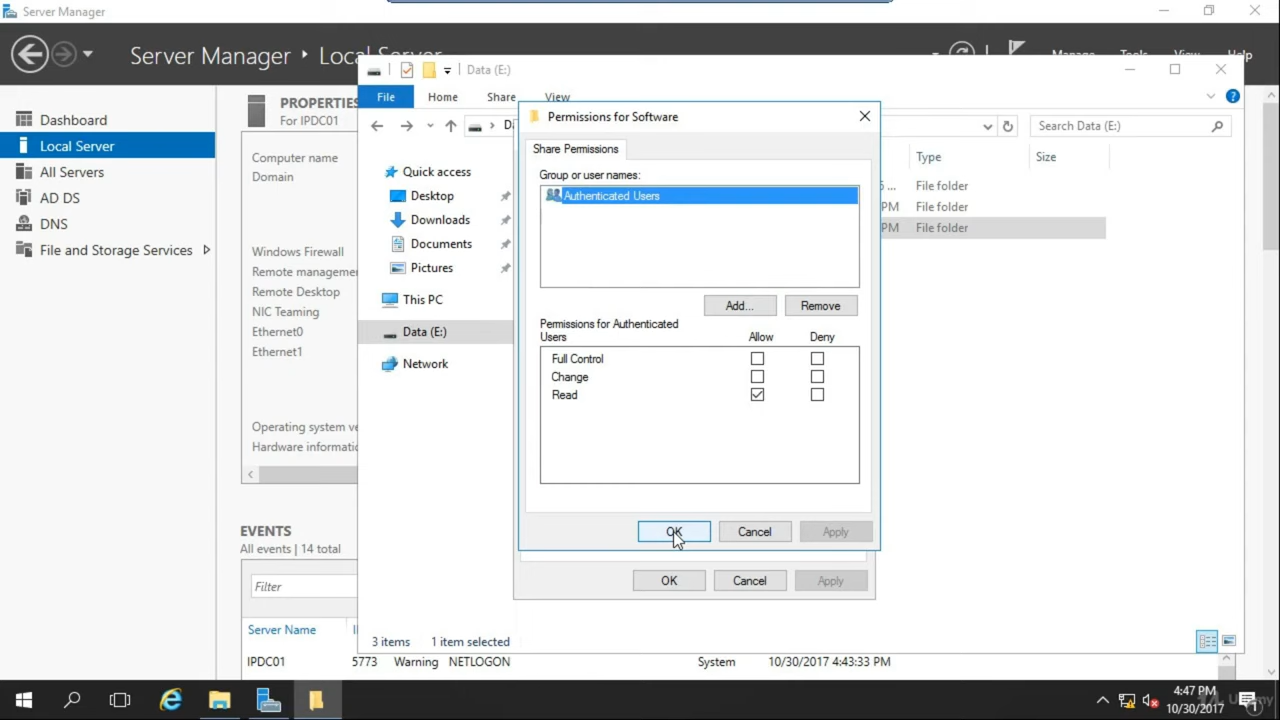 Server Manager
Server Manager ‣ Local Server
Manage Tools View Help
Dashboard
Local Server
All Servers
AD DS
DNS
File and Storage Services
PROPERTIES
For IPDC01
Computer name
Domain
Windows Firewall
Remote manageme
Remote Desktop
NIC Teaming
Ethernet0
Ethernet1
Operating system ve
Hardware informatio
EVENTS
All events | 14 total
Filter
Server Name
IPDC01 5773 Warning NETLOGON System 10/30/2017 4:43:33 PM
Data (E:)
File Home Share View
Search Data (E:)
Quick access
Desktop
Downloads
Documents
Pictures
This PC
Data (E:)
Network
Type Size
File folder
PM File folder
PM File folder
3 items 1 item selected
Permissions for Software
Share Permissions
Group or user names:
Authenticated Users
Add... Remove
Permissions for Authenticated
Users Allow Deny
Full Control
Change
Read
OK Cancel Apply
OK Cancel Apply
4:47 PM
10/30/2017
Udemy